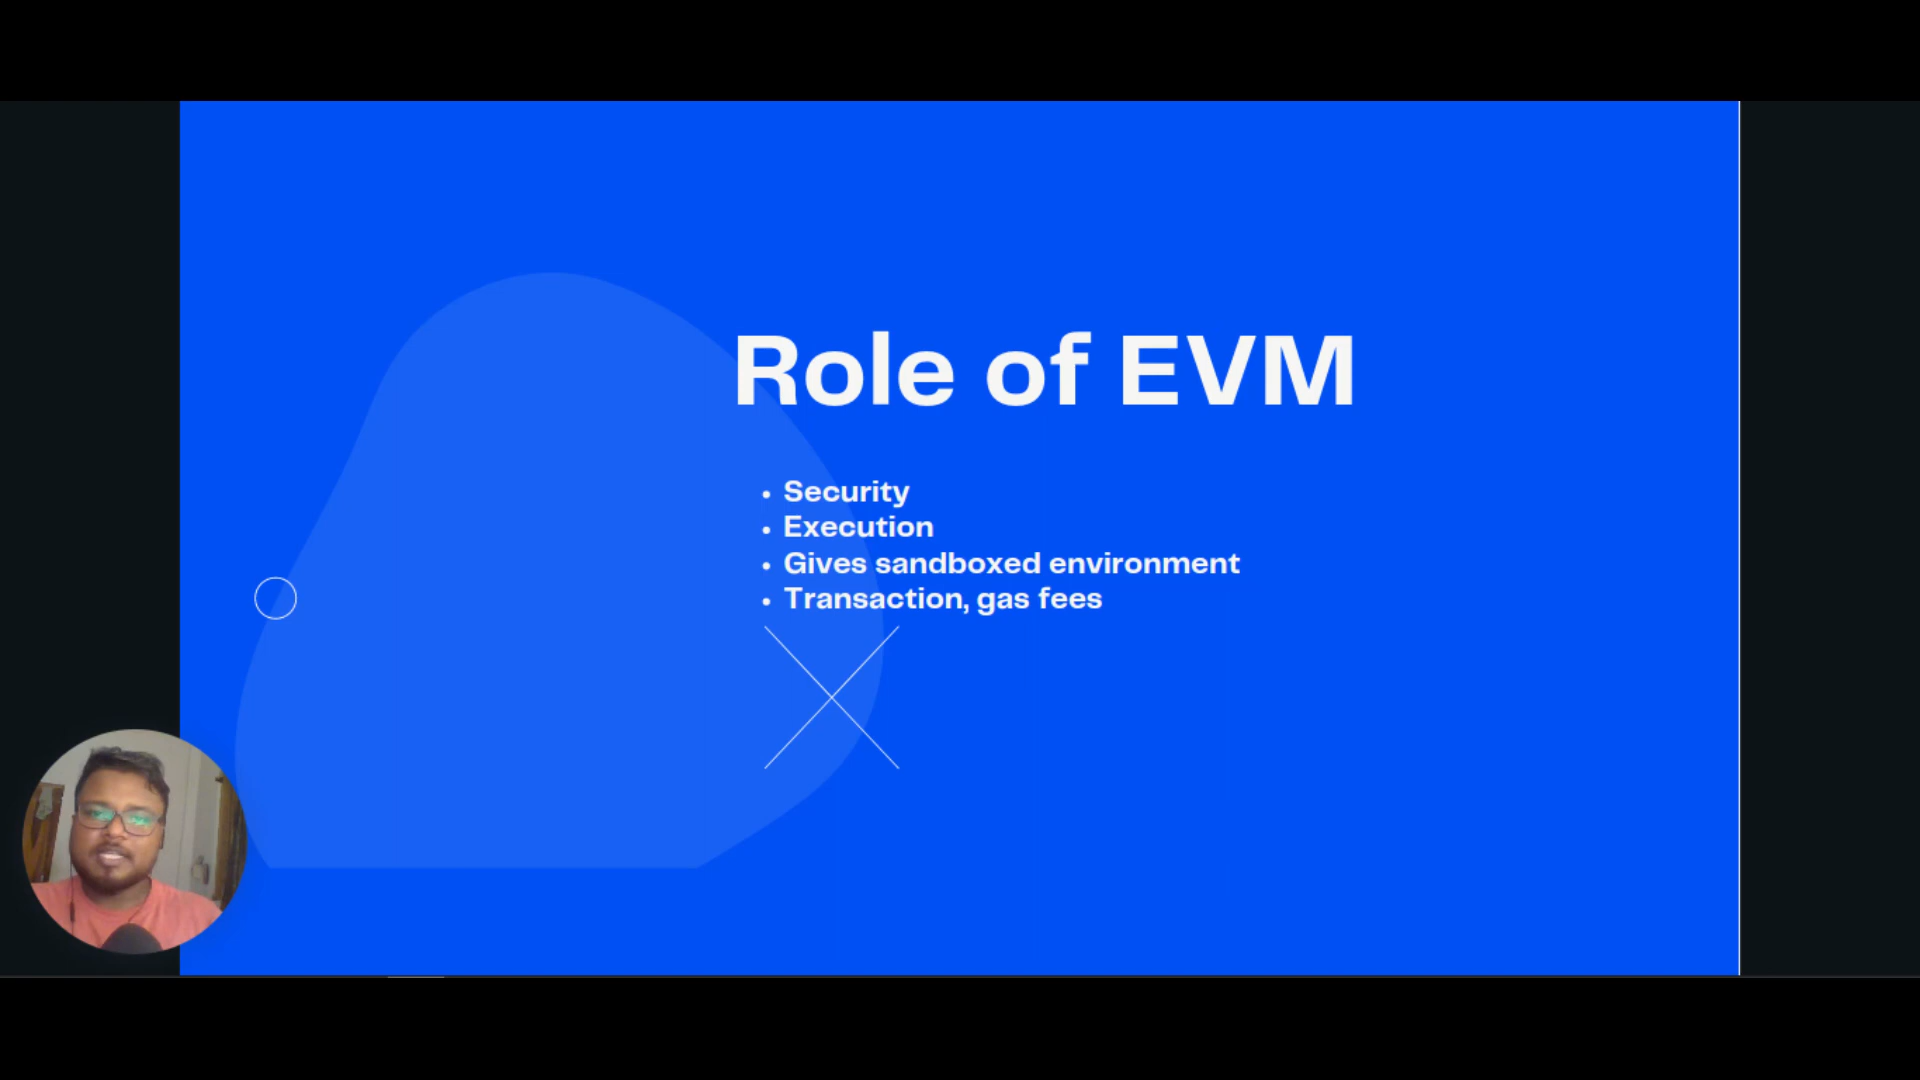 Role of EVM
• Security
• Execution
• Gives sandboxed environment
• Transaction, gas fees